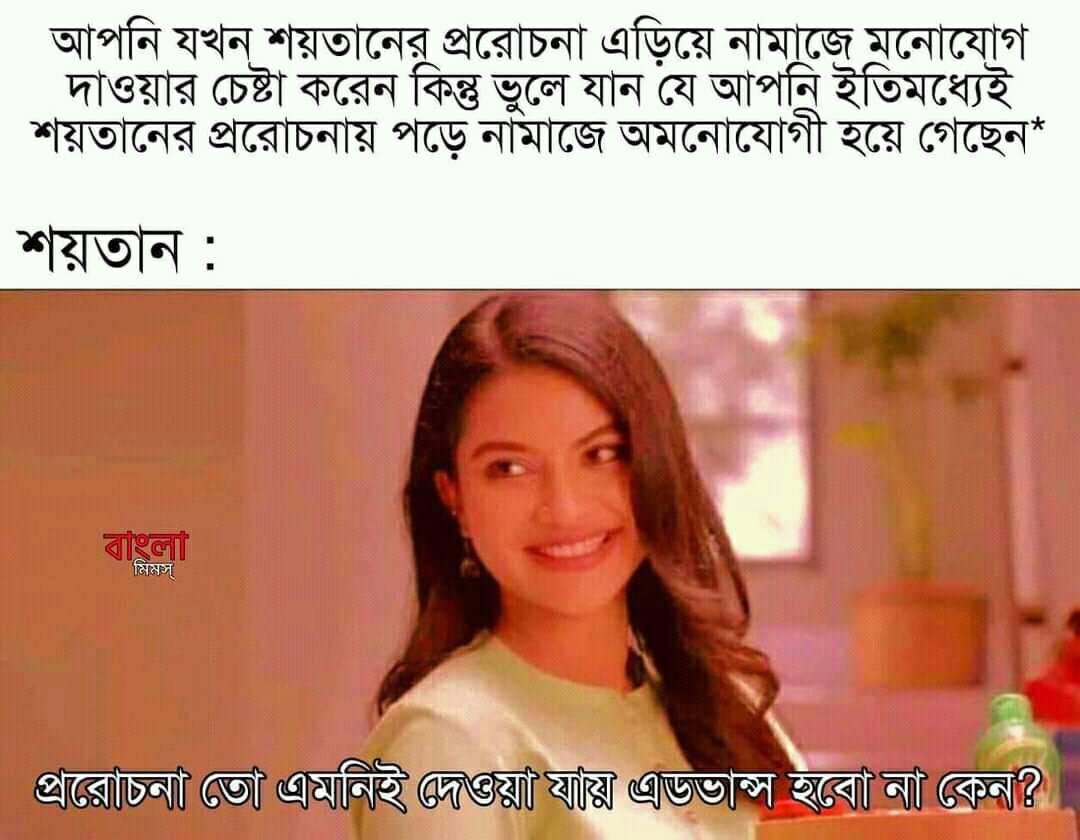 আপনি যখন শয়তানের প্ররোচনা এড়িয়ে নামাজে মনোযোগ
দাওয়ার চেষ্টা করেন কিন্তু ভুলে যান যে আপনি ইতিমধ্যেই
শয়তানের প্ররোচনায় পড়ে নামাজে অমনোযোগী হয়ে গেছেন*
শয়তান :
বাংলা
মিমস্
প্ররোচনা তো এমনিই দেওয়া যায় এডভান্স হবো না কেন?